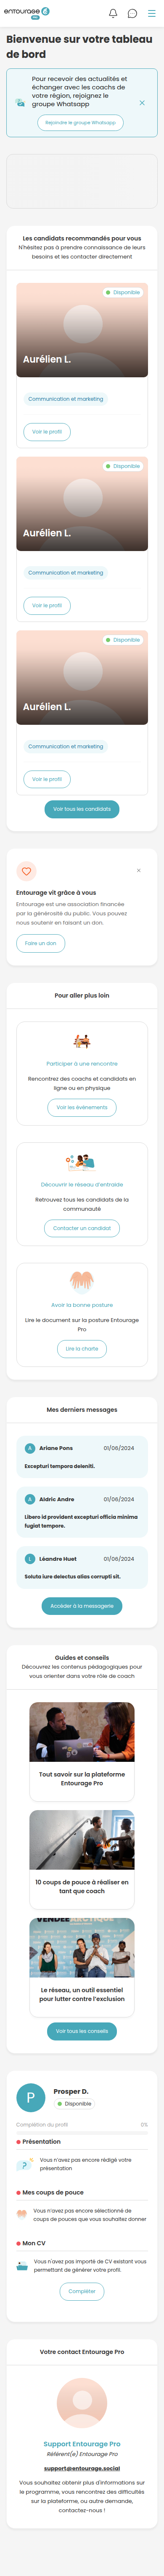 entourage
PRO
Bienvenue sur votre tableau
de bord
Pour recevoir des actualités et
échanger avec les coachs de
votre région, rejoignez le
groupe Whatsapp
Rejoindre le groupe Whatsapp
Les candidats recommandés pour vous
N'hésitez pas à prendre connaissance de leurs
besoins et les contacter directement
Disponible
Aurélien L.
Communication et marketing
Voir le profil
Disponible
Aurélien L.
Communication et marketing
Voir le profil
Disponible
Aurélien L.
Communication et marketing
Voir le profil
Voir tous les candidats
Entourage vit grâce à vous
Entourage est une association financée
par la générosité du public. Vous pouvez
nous soutenir en faisant un don.
Faire un don
Pour aller plus loin
Participer à une rencontre
Rencontrez des coachs et candidats en
ligne ou en physique
Voir les événements
Découvrir le réseau d'entraide
Retrouvez tous les candidats de la
communauté
Contacter un candidat
Avoir la bonne posture
Lire le document sur la posture Entourage
Pro
Lire la charte
Mes derniers messages
A Ariane Pons 01/06/2024
Excepturi tempora deleniti.
A Aldric Andre 01/06/2024
Libero id provident excepturi officia minima
fugiat tempore.
L Léandre Huet 01/06/2024
Soluta iure delectus alias corrupti sit.
Accéder à la messagerie
Guides et conseils
Découvrez les contenus pédagogiques pour
vous orienter dans votre rôle de coach
Tout savoir sur la plateforme
Entourage Pro
10 coups de pouce à réaliser en
tant que coach
VENDÉE ARCTIQUE
Le réseau, un outil essentiel
pour lutter contre l'exclusion
Voir tous les conseils
P
Prosper D.
Disponible
Complétion du profil 0%
Présentation
Vous n'avez pas encore rédigé votre
présentation
Mes coups de pouce
Vous n'avez pas encore sélectionné de
coups de pouces que vous souhaitez donner
Mon CV
Vous n'avez pas importé de CV existant vous
permettant de générer votre profil.
Compléter
Votre contact Entourage Pro
Support Entourage Pro
Référent(e) Entourage Pro
support@entourage.social
Vous souhaitez obtenir plus d'informations sur
le programme, vous rencontrez des difficultés
sur la plateforme, ou autre demande,
contactez-nous !